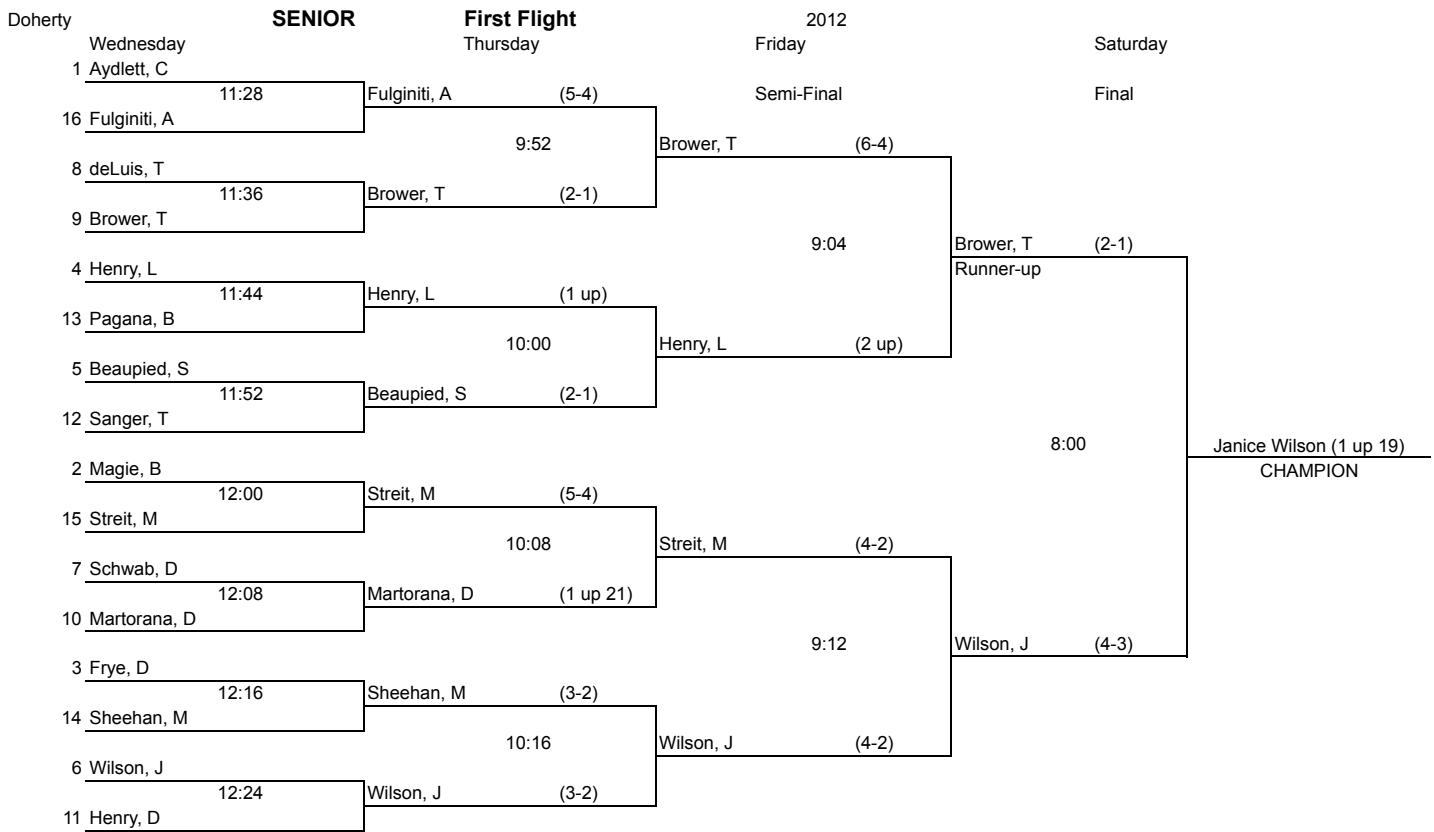 Doherty SENIOR First Flight 2012
Wednesday Thursday Friday Saturday
1 Aydlett, C
11:28 Fulginiti, A (5-4) Semi-Final Final
16 Fulginiti, A
9:52 Brower, T (6-4)
8 deLuis, T
11:36 Brower, T (2-1)
9 Brower, T
9:04 Brower, T (2-1)
4 Henry, L Runner-up
11:44 Henry, L (1 up)
13 Pagana, B
10:00 Henry, L (2 up)
5 Beaupied, S
11:52 Beaupied, S (2-1)
12 Sanger, T
8:00 Janice Wilson (1 up 19)
2 Magie, B CHAMPION
12:00 Streit, M (5-4)
15 Streit, M
10:08 Streit, M (4-2)
7 Schwab, D
12:08 Martorana, D (1 up 21)
10 Martorana, D
9:12 Wilson, J (4-3)
3 Frye, D
12:16 Sheehan, M (3-2)
14 Sheehan, M
10:16 Wilson, J (4-2)
6 Wilson, J
12:24 Wilson, J (3-2)
11 Henry, D